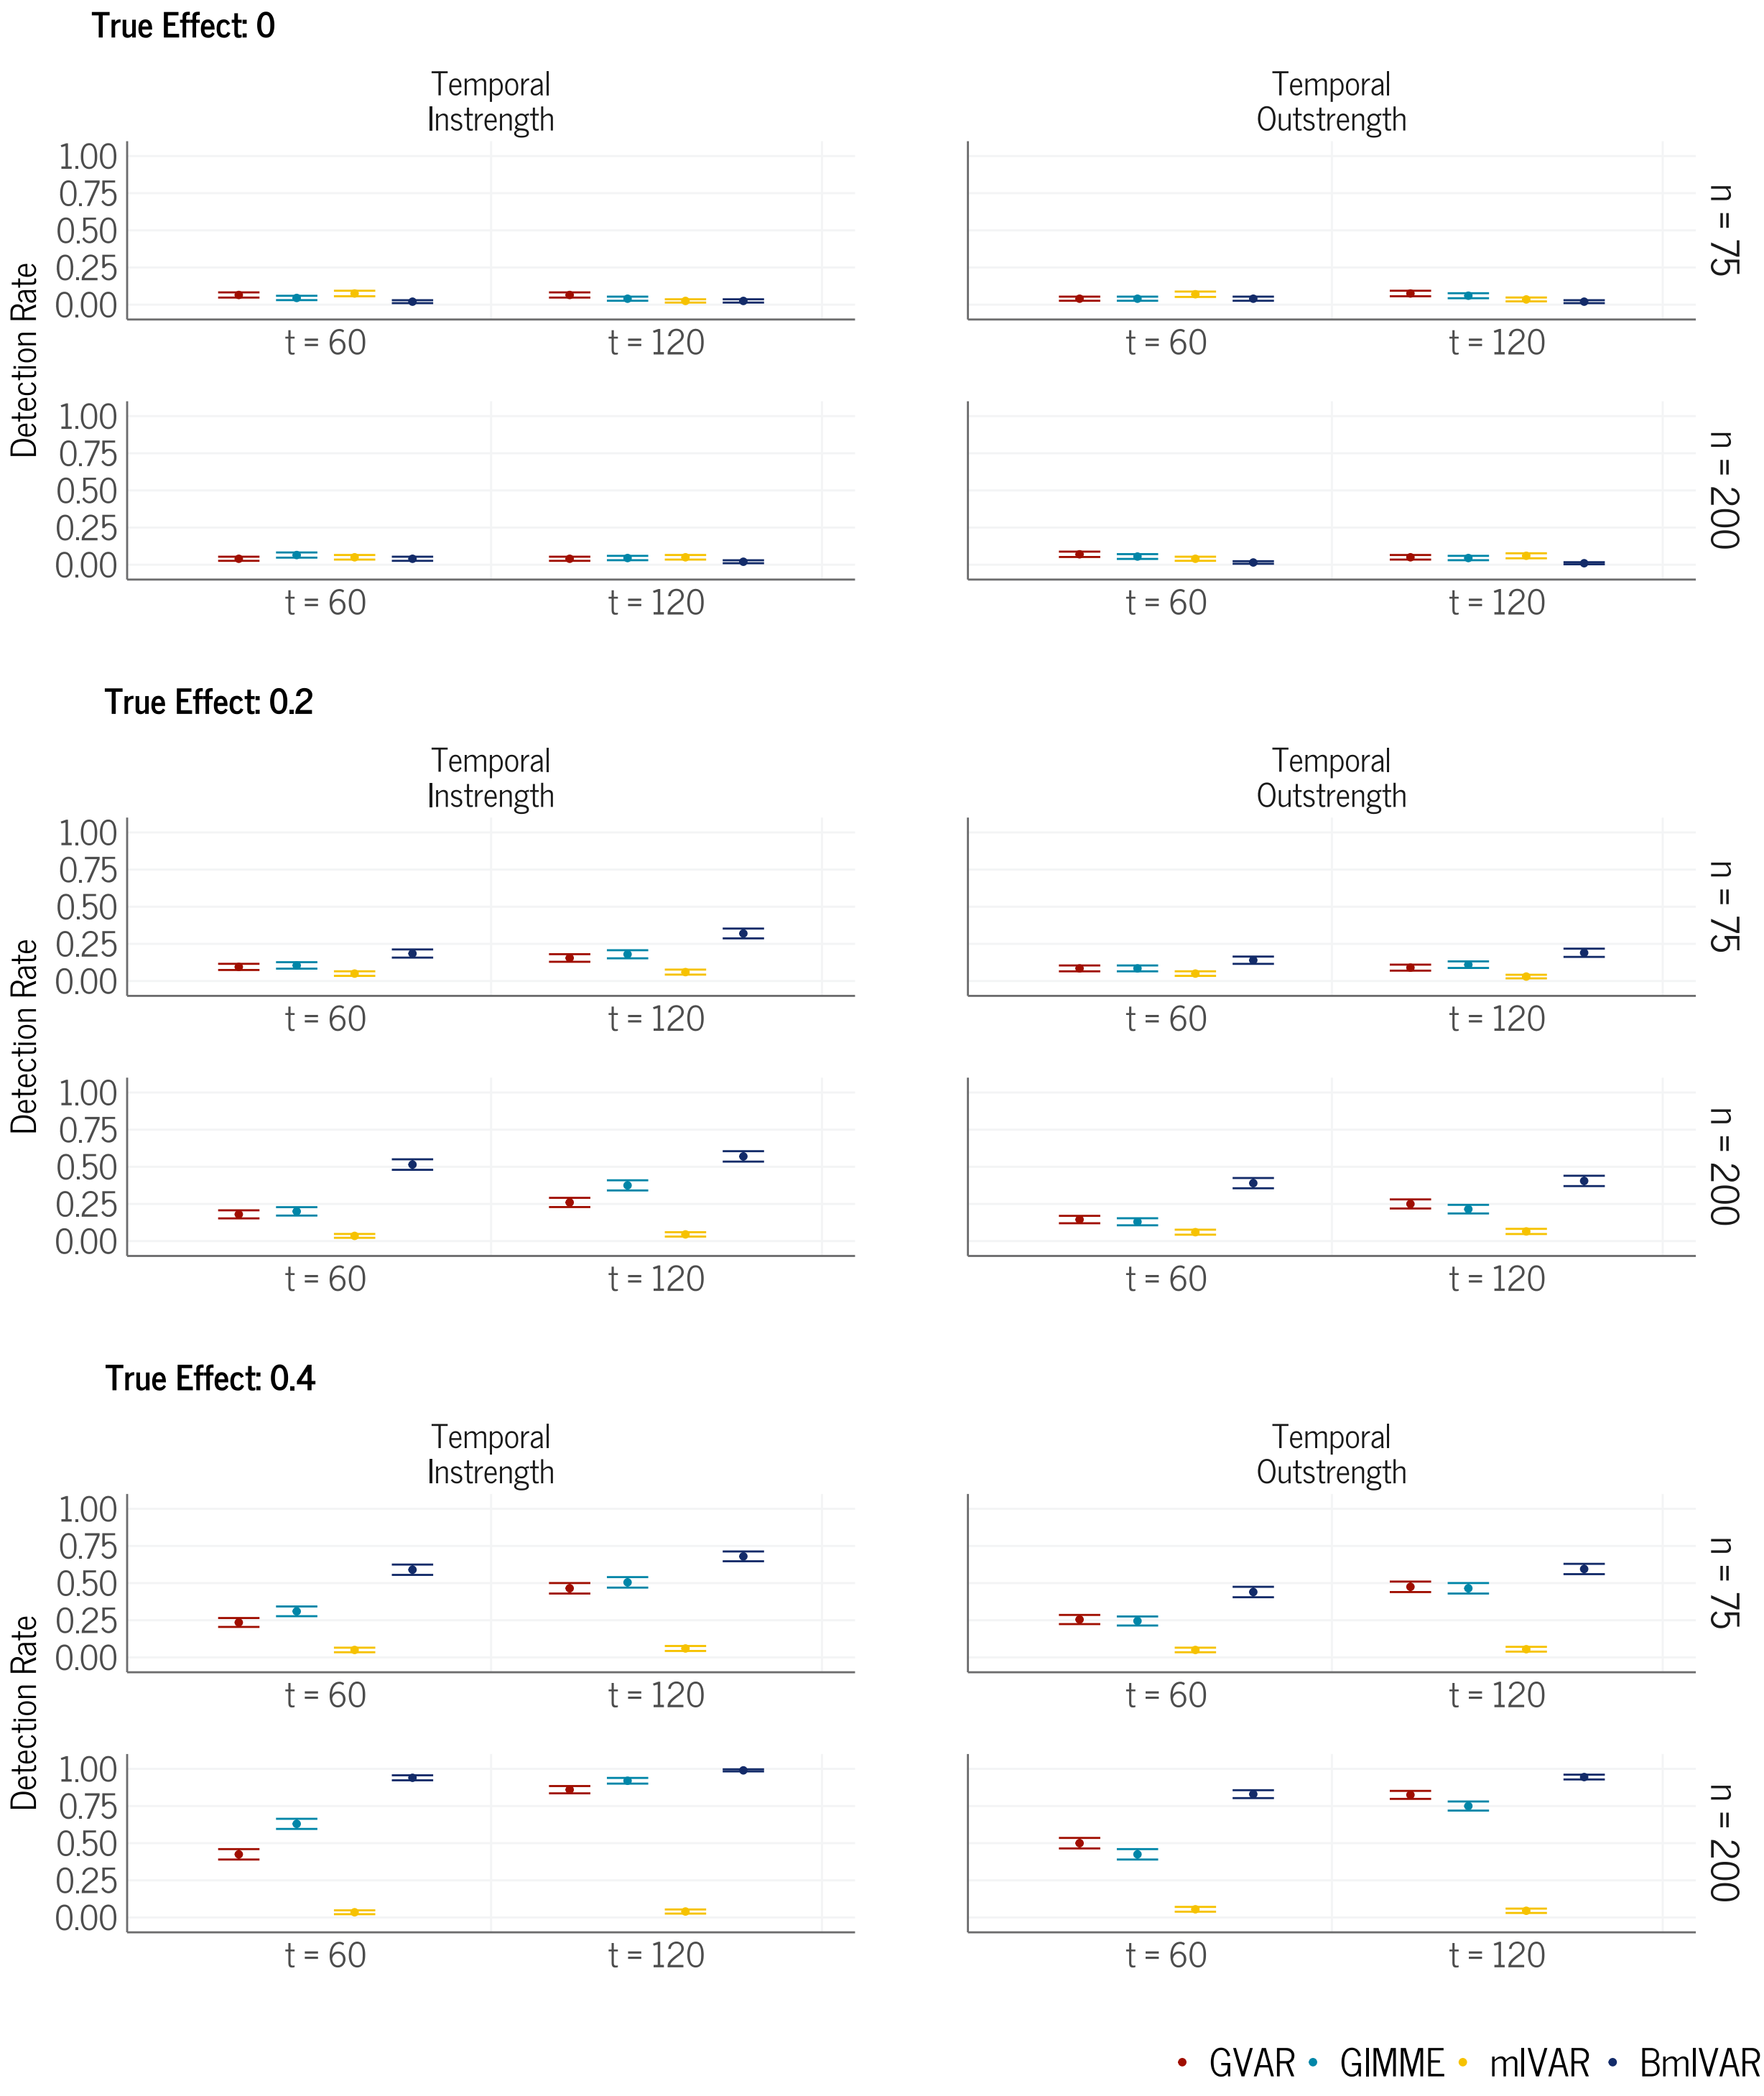 True Effect: 0
Temporal
Instrength
Temporal
Outstrength
Detection Rate
1.00
0.75
0.50
0.25
0.00
t = 60
t = 120
t = 60
t = 120
n = 75
1.00
0.75
0.50
0.25
0.00
t = 60
t = 120
t = 60
t = 120
n = 200
True Effect: 0.2
Temporal
Instrength
Temporal
Outstrength
Detection Rate
1.00
0.75
0.50
0.25
0.00
t = 60
t = 120
t = 60
t = 120
n = 75
1.00
0.75
0.50
0.25
0.00
t = 60
t = 120
t = 60
t = 120
n = 200
True Effect: 0.4
Temporal
Instrength
Temporal
Outstrength
Detection Rate
1.00
0.75
0.50
0.25
0.00
t = 60
t = 120
t = 60
t = 120
n = 75
1.00
0.75
0.50
0.25
0.00
t = 60
t = 120
t = 60
t = 120
n = 200
GVAR GIMME mlVAR BmlVAR